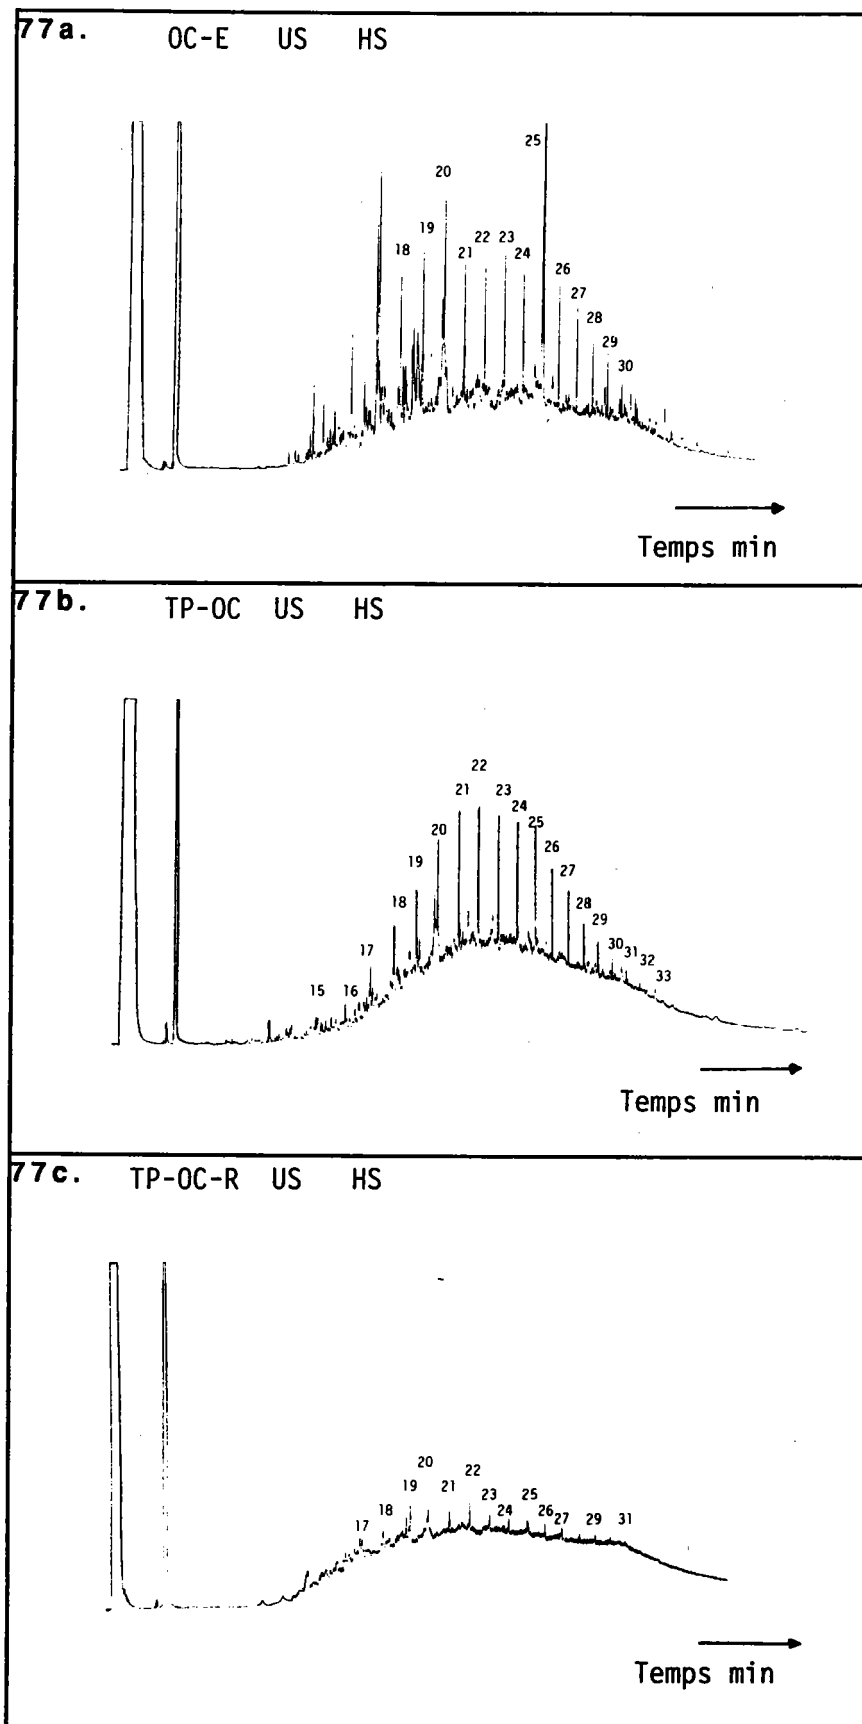 77a. OC-E US HS
25
20
19 22 23
18 21 24
26
27
28
29
30
Temps min
77b. TP-OC US HS
22
21 23
24
20 25
19 26
27
18 28
29
17 30 31
32
15 16 33
Temps min
77c. TP-OC-R US HS
20 22
19 21 23 25
18 24 26
17 27 29 31
Temps min